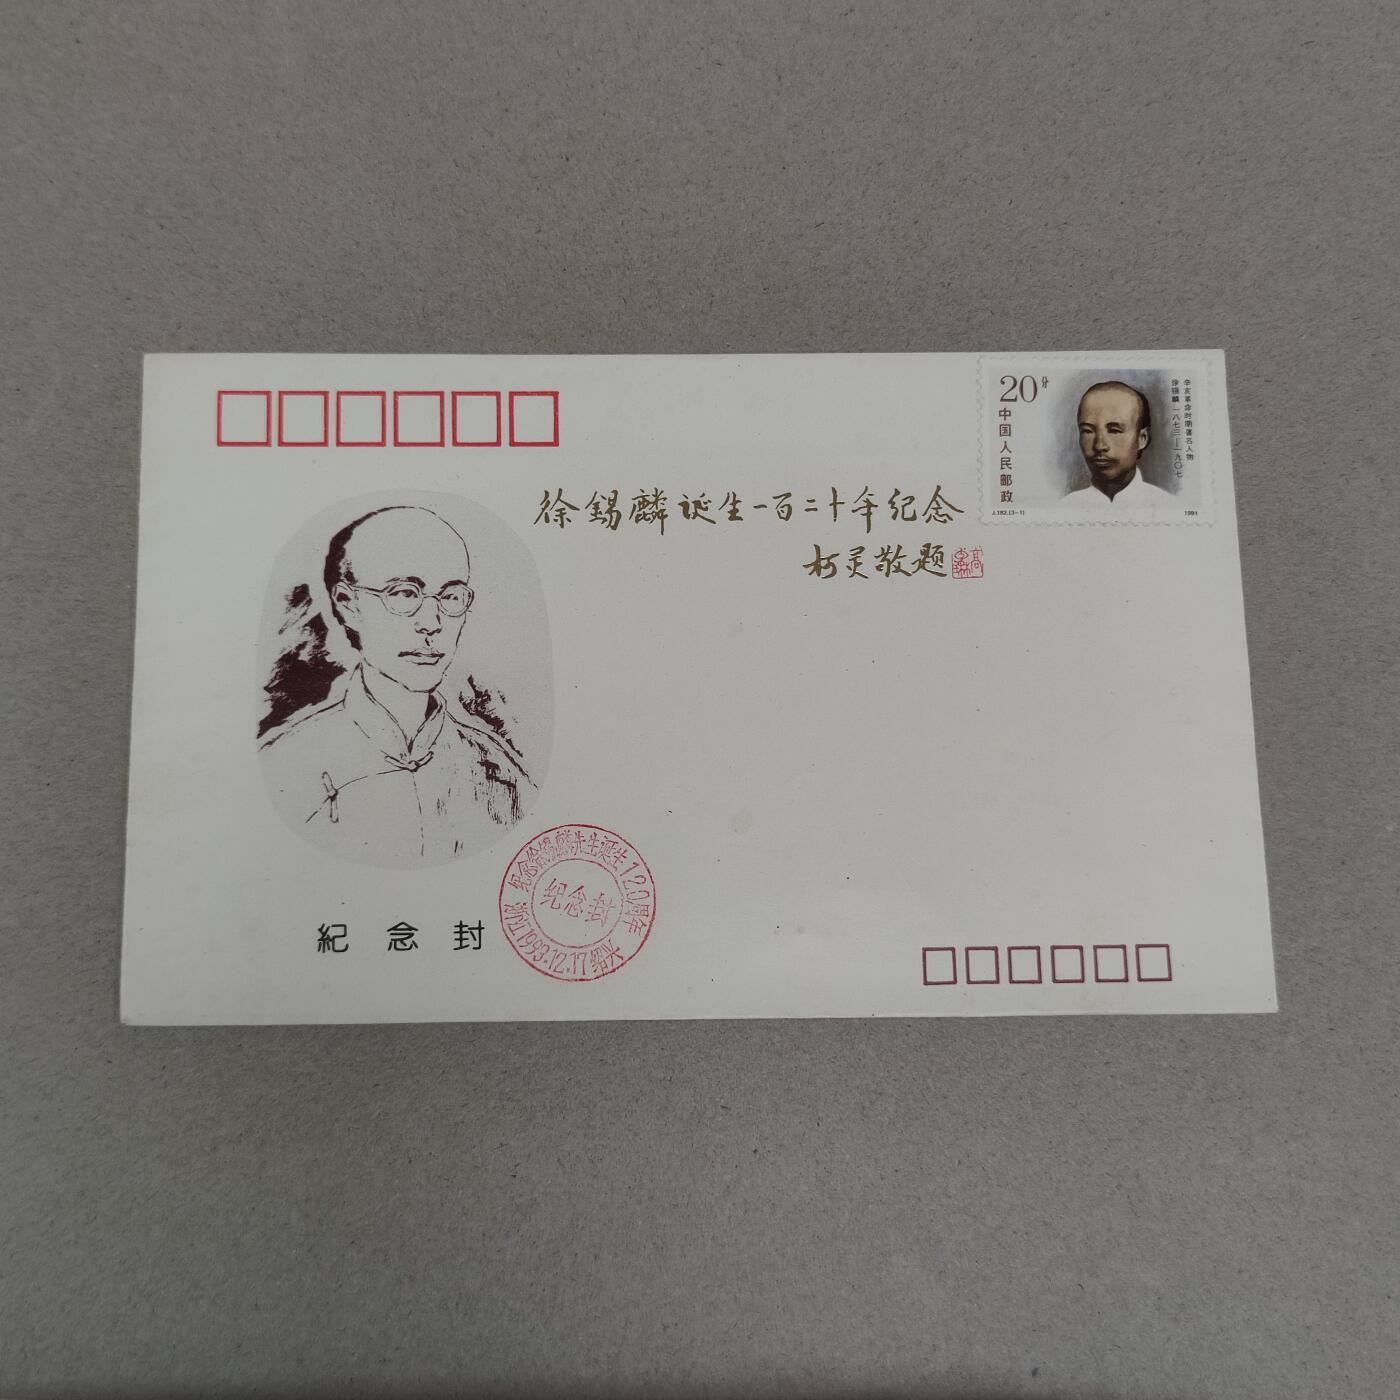 20分
中国人民邮政
辛亥革命时期著名人物
徐锡麟 一八七三—一九〇七
J.182.(3-1)
1991
徐錫麟诞生一百二十年纪念
柯灵敬题
纪念徐锡麟先生诞生120周年
纪念封
1993.12.17 绍兴
紀念封